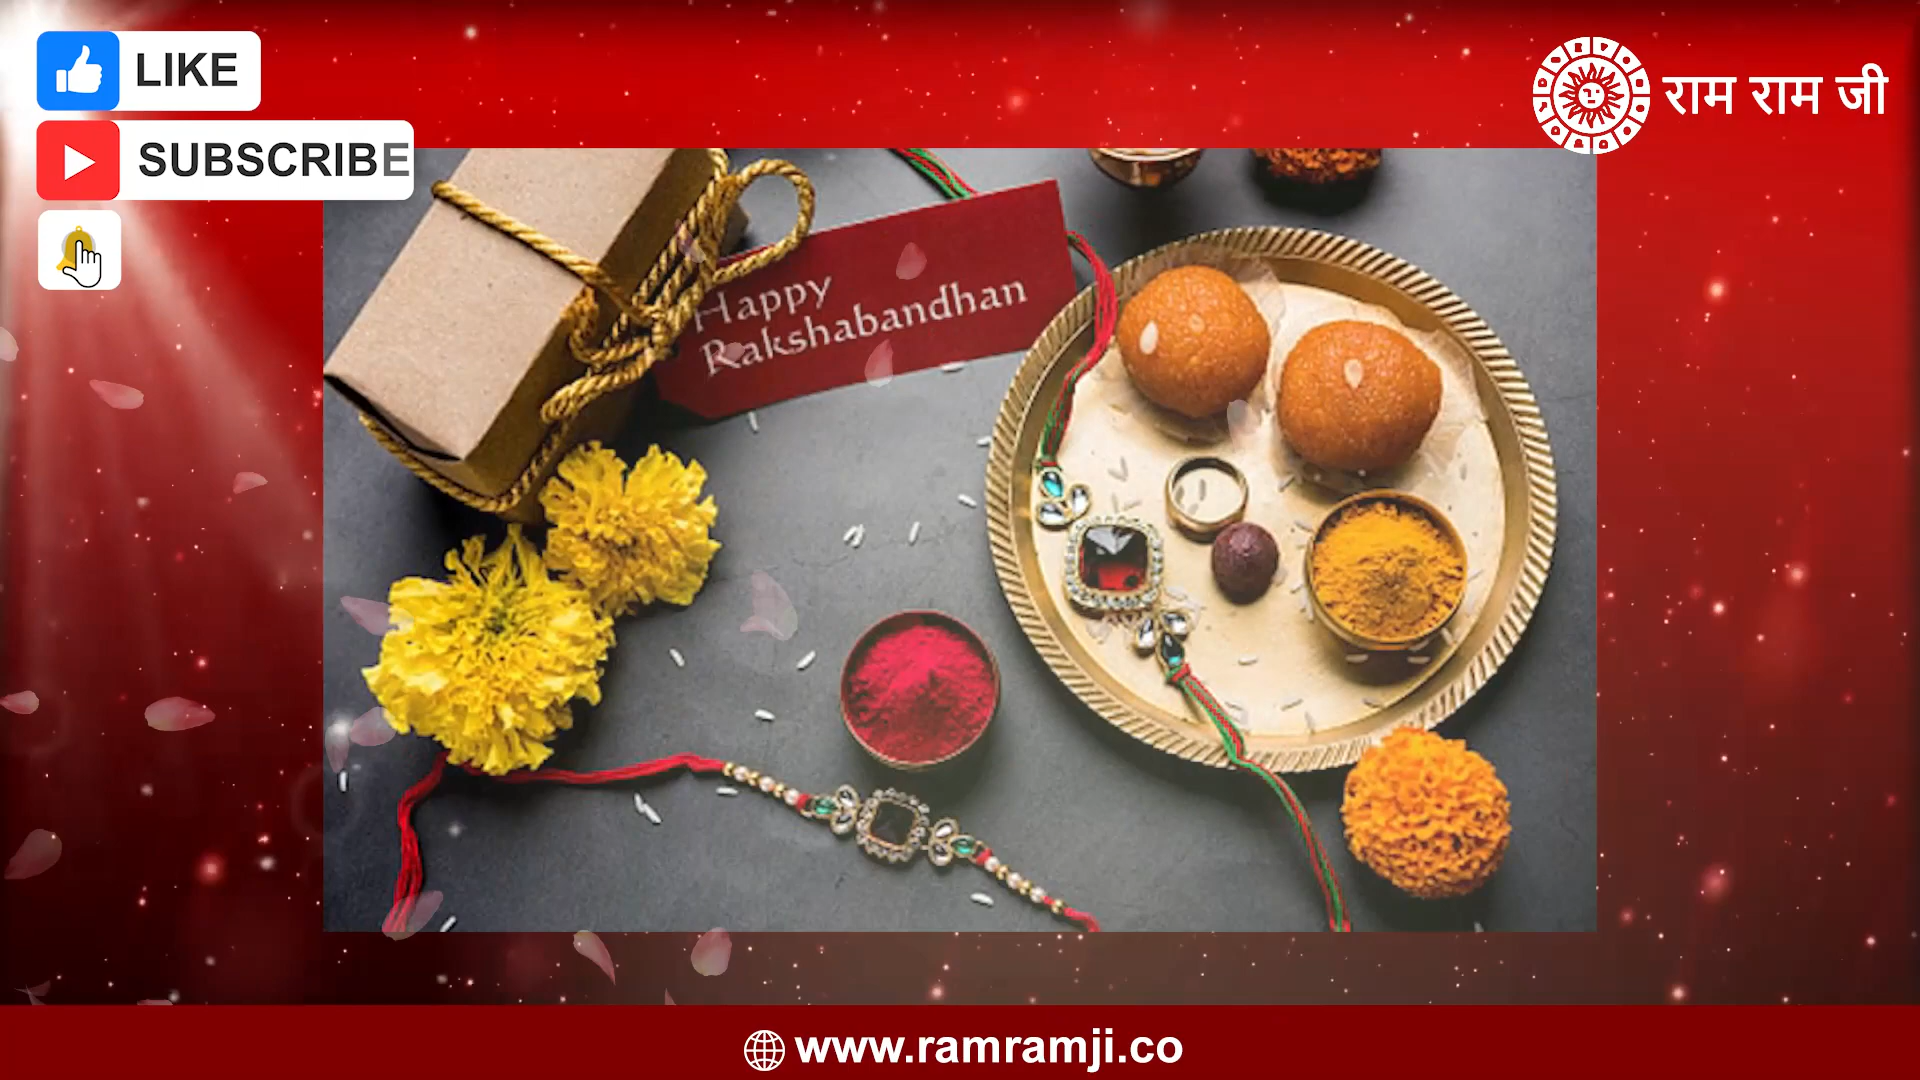 LIKE
SUBSCRIBE
राम राम जी
Happy
Rakshabandhan
www.ramramji.co